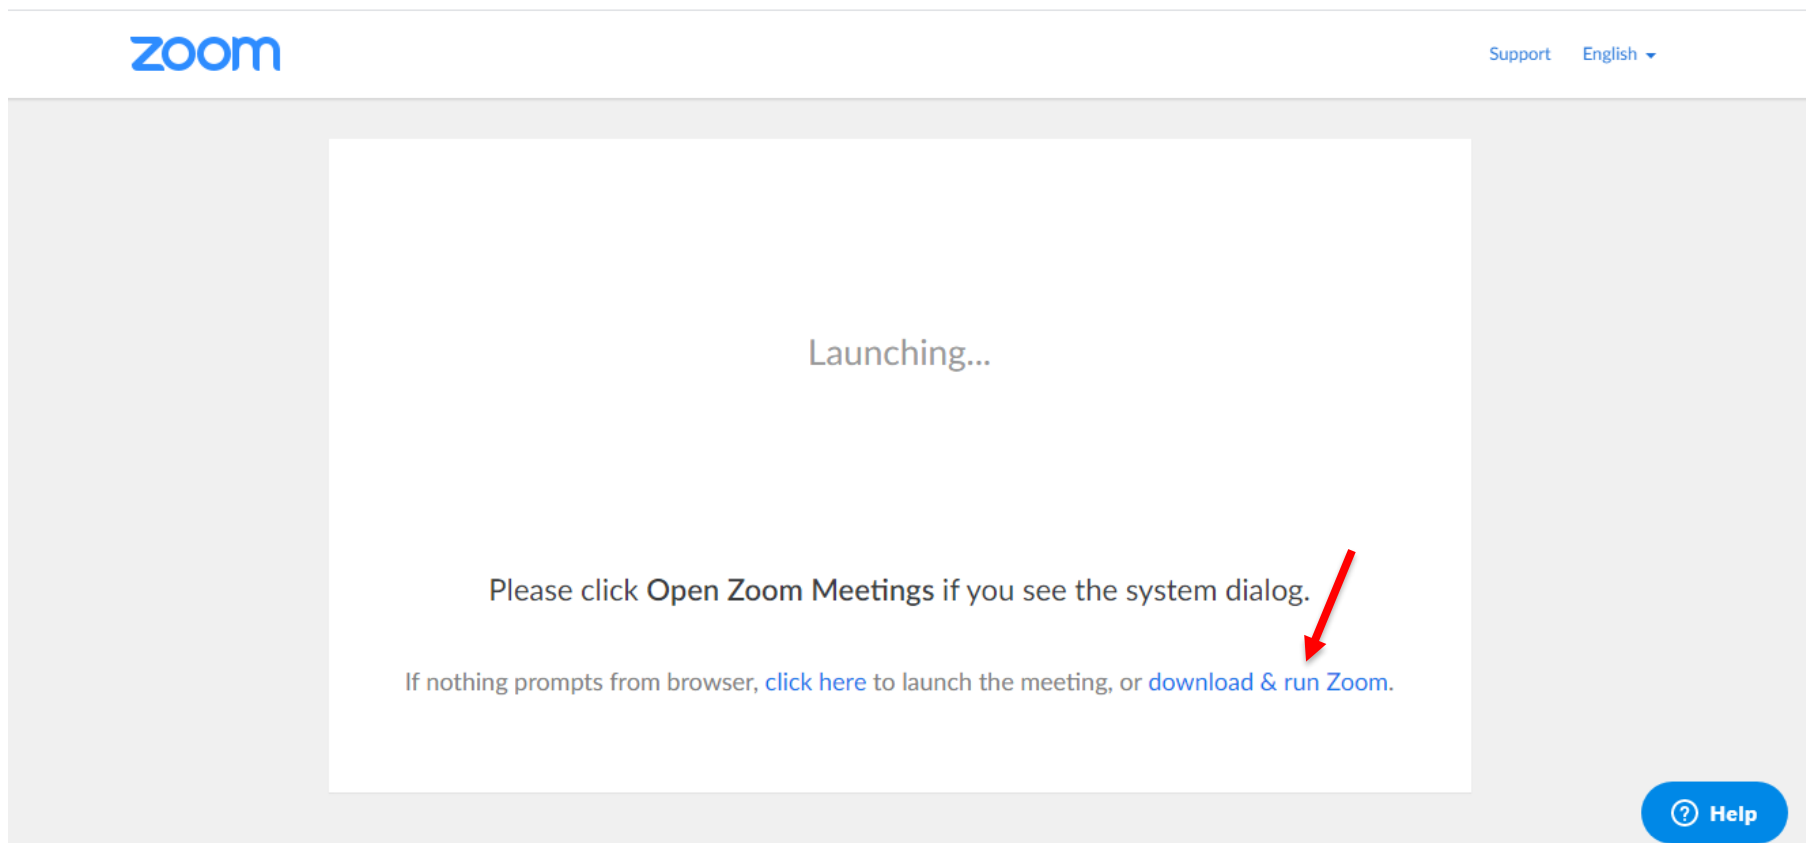 zoom
Support English
Launching...
Please click Open Zoom Meetings if you see the system dialog.
If nothing prompts from browser, click here to launch the meeting, or download & run Zoom.
? Help